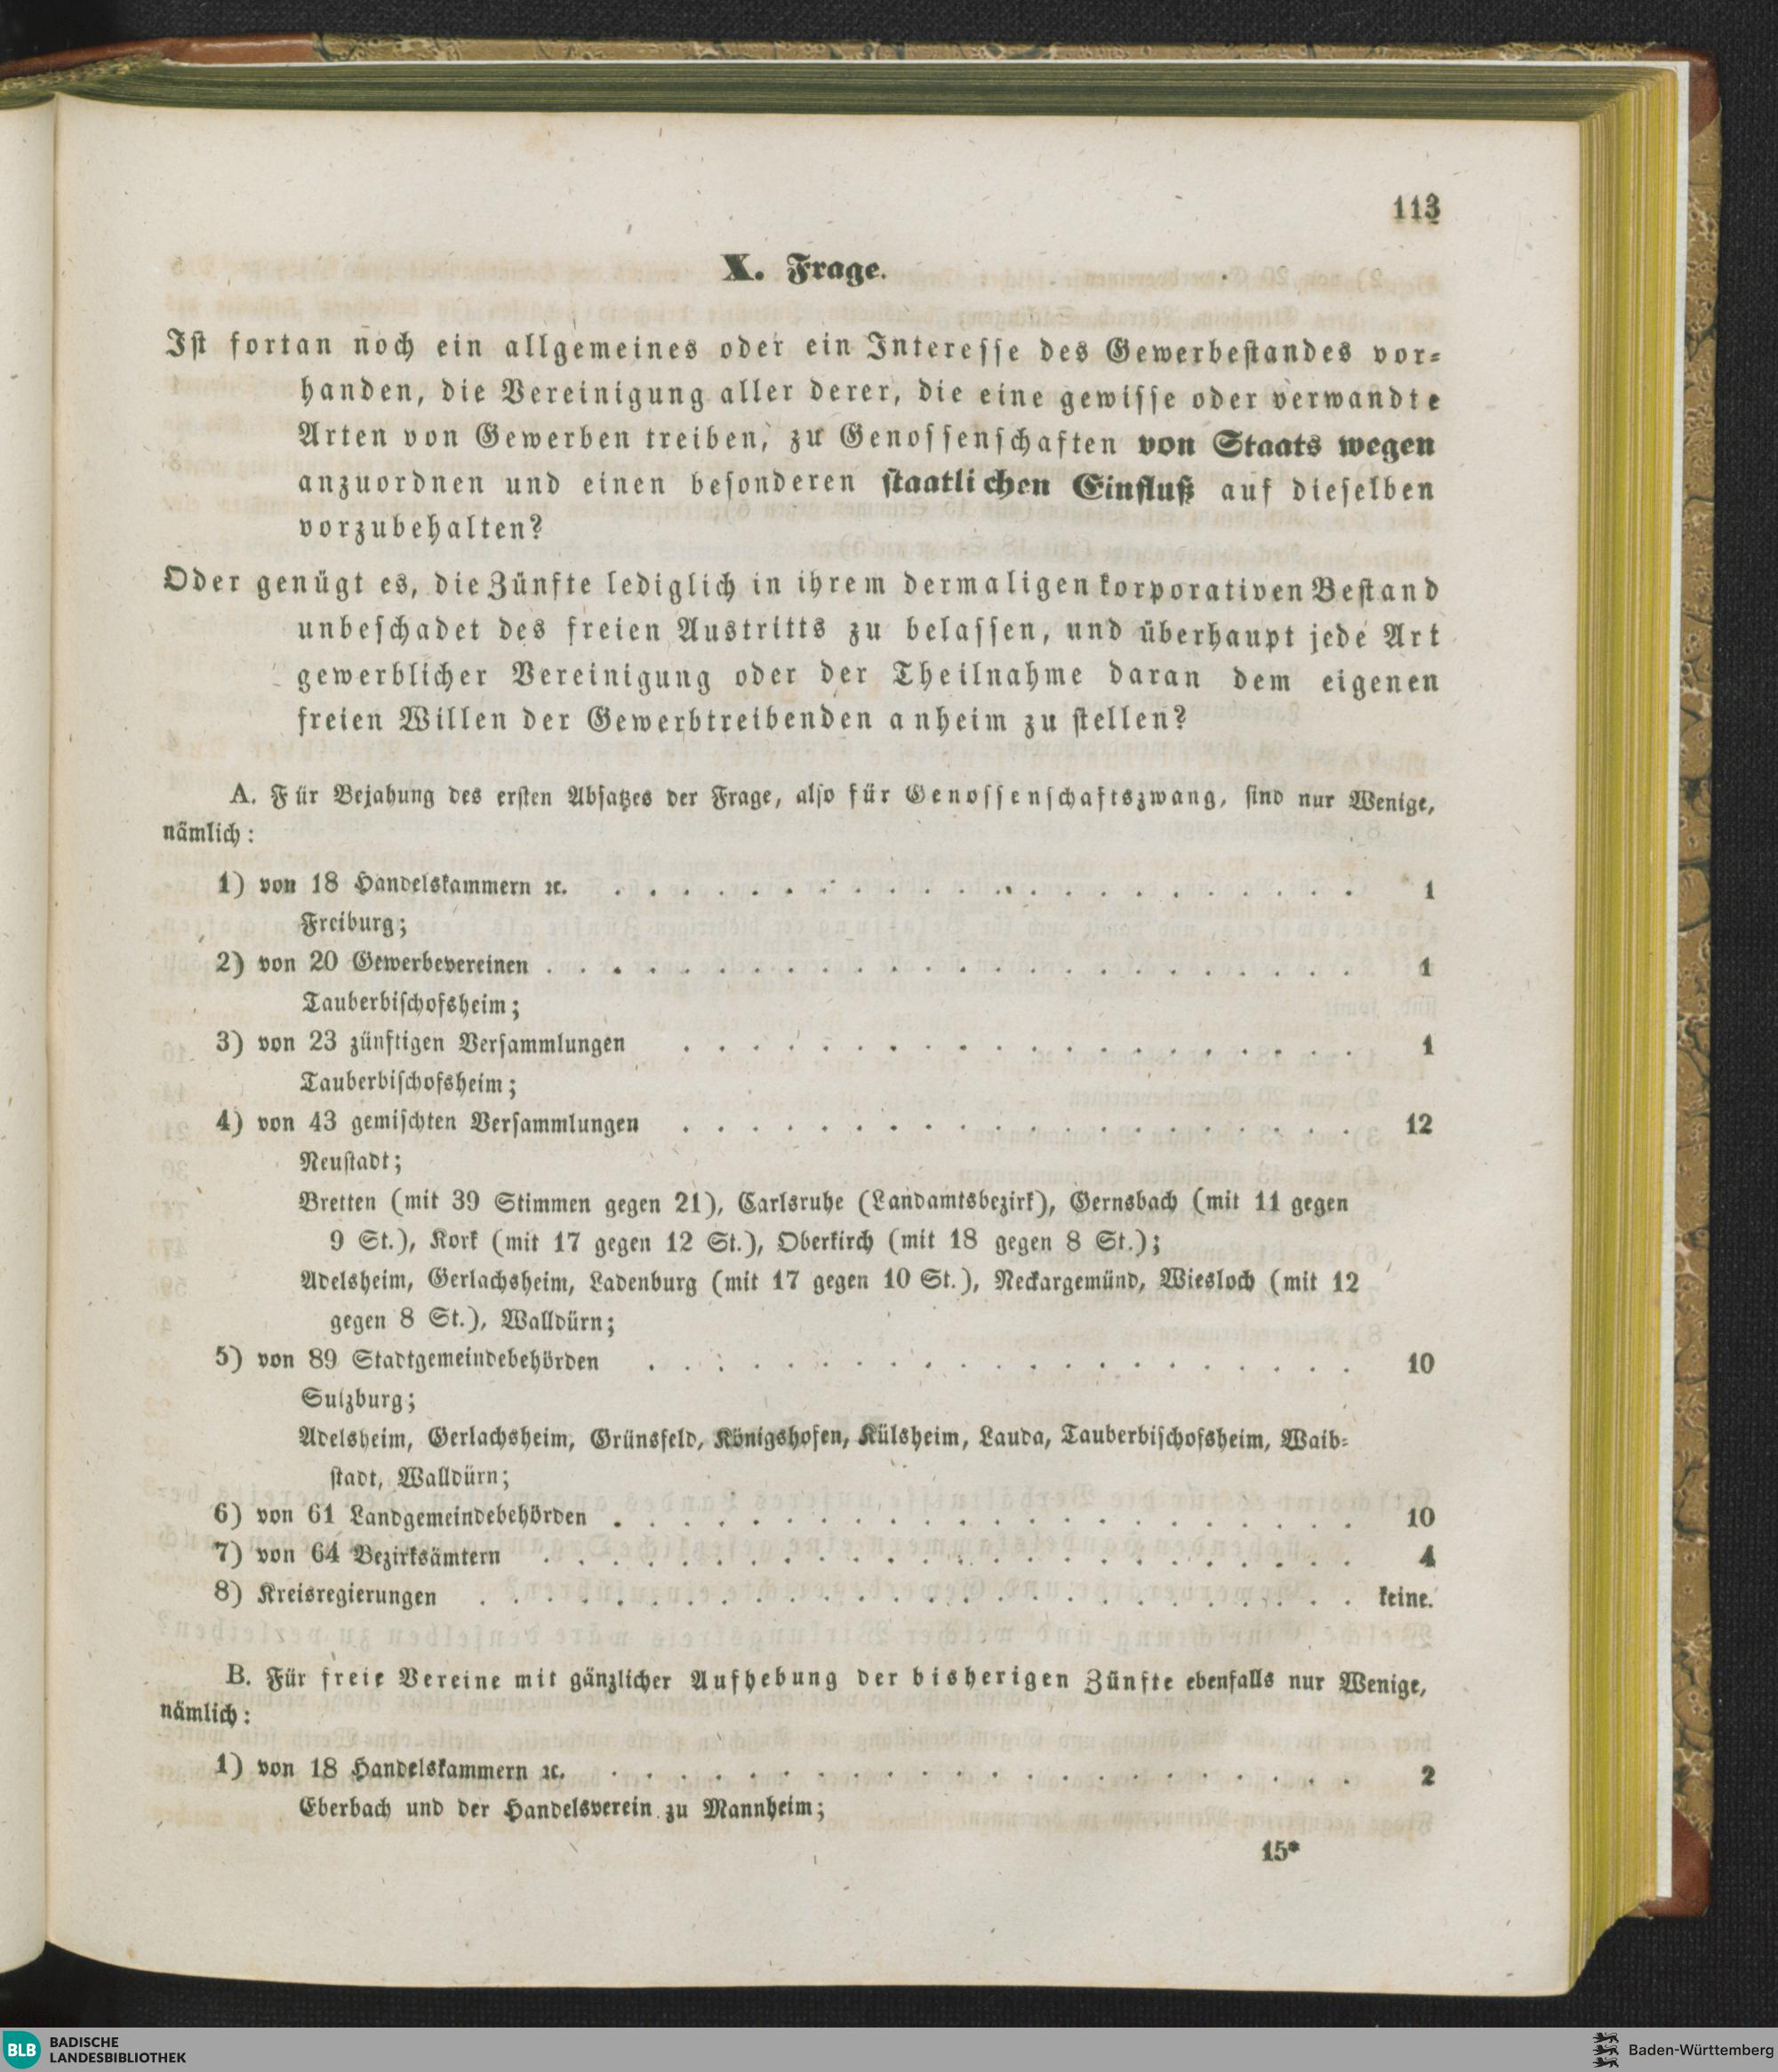 113
X. Frage.
Ist fortan noch ein allgemeines oder ein Interesse des Gewerbestandes vor-
handen, die Vereinigung aller derer, die eine gewisse oder verwandte
Arten von Gewerben treiben, zu Genossenschaften von Staats wegen
anzuordnen und einen besonderen staatlichen Einfluß auf dieselben
vorzubehalten?
Oder genügt es, die Zünfte lediglich in ihrem dermaligen korporativen Bestand
unbeschadet des freien Austritts zu belassen, und überhaupt jede Art
gewerblicher Vereinigung oder der Theilnahme daran dem eigenen
freien Willen der Gewerbtreibenden anheim zu stellen?
A. Für Bejahung des ersten Absatzes der Frage, also für Genossenschaftszwang, sind nur Wenige,
nämlich:
1) von 18 Handelskammern ꝛc. . . . . . . . . . . . . . . . . . . . . . . 1
Freiburg;
2) von 20 Gewerbevereinen . . . . . . . . . . . . . . . . . . . . . . . . 1
Tauberbischofsheim;
3) von 23 zünftigen Versammlungen . . . . . . . . . . . . . . . . . . . . 1
Tauberbischofsheim;
4) von 43 gemischten Versammlungen . . . . . . . . . . . . . . . . . . . . 12
Neustadt;
Bretten (mit 39 Stimmen gegen 21), Carlsruhe (Landamtsbezirk), Gernsbach (mit 11 gegen
9 St.), Kork (mit 17 gegen 12 St.), Oberkirch (mit 18 gegen 8 St.);
Adelsheim, Gerlachsheim, Ladenburg (mit 17 gegen 10 St.), Neckargemünd, Wiesloch (mit 12
gegen 8 St.), Walldürn;
5) von 89 Stadtgemeindebehörden . . . . . . . . . . . . . . . . . . . . . 10
Sulzburg;
Adelsheim, Gerlachsheim, Grünsfeld, Königshofen, Külsheim, Lauda, Tauberbischofsheim, Waib-
stadt, Walldürn;
6) von 61 Landgemeindebehörden . . . . . . . . . . . . . . . . . . . . . . 10
7) von 64 Bezirksämtern . . . . . . . . . . . . . . . . . . . . . . . . 4
8) Kreisregierungen . . . . . . . . . . . . . . . . . . . . . . . . . . keine.
B. Für freie Vereine mit gänzlicher Aufhebung der bisherigen Zünfte ebenfalls nur Wenige,
nämlich:
1) von 18 Handelskammern ꝛc. . . . . . . . . . . . . . . . . . . . . . . 2
Eberbach und der Handelsverein zu Mannheim;
15*
BLB BADISCHE
LANDESBIBLIOTHEK
Baden-Württemberg